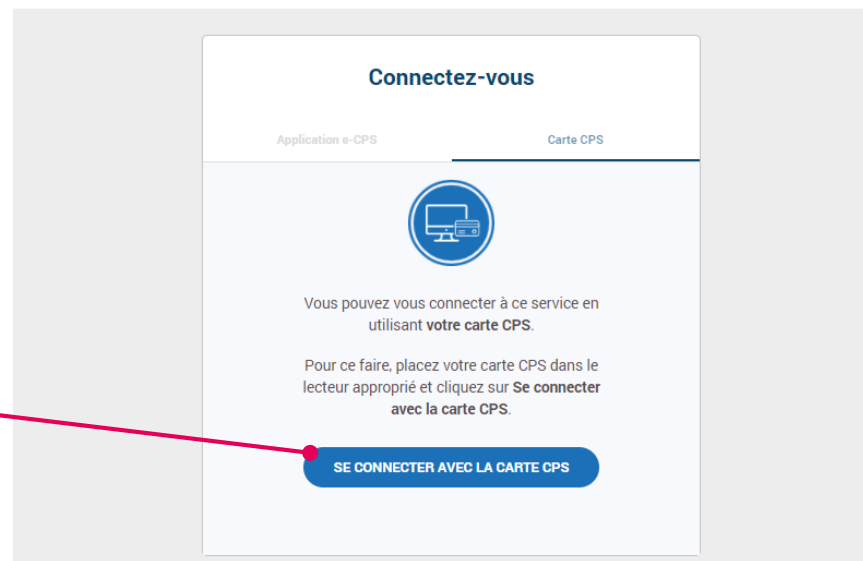 Connectez-vous
Application e-CPS
Carte CPS
Vous pouvez vous connecter à ce service en
utilisant votre carte CPS.
Pour ce faire, placez votre carte CPS dans le
lecteur approprié et cliquez sur Se connecter
avec la carte CPS.
SE CONNECTER AVEC LA CARTE CPS